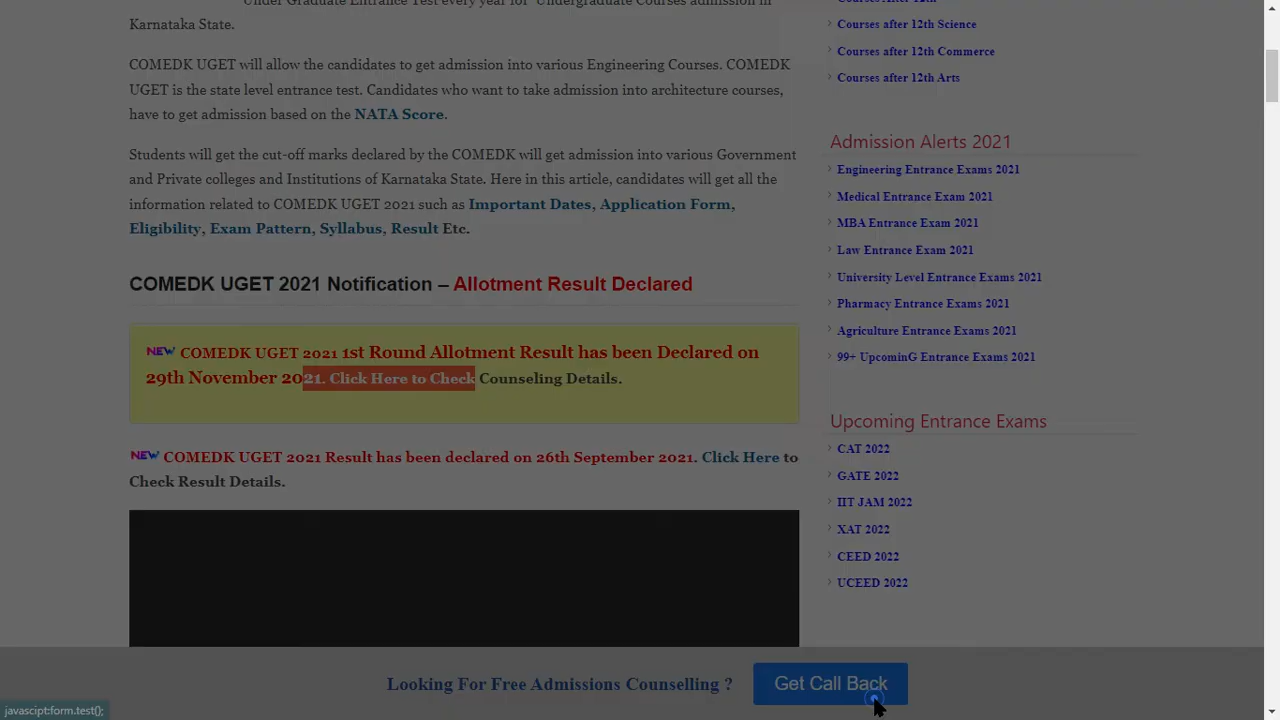 Under Graduate Entrance Test every year for Undergraduate Courses admission in
Karnataka State.
COMEDK UGET will allow the candidates to get admission into various Engineering Courses. COMEDK
UGET is the state level entrance test. Candidates who want to take admission into architecture courses,
have to get admission based on the NATA Score.
Students will get the cut-off marks declared by the COMEDK will get admission into various Government
and Private colleges and Institutions of Karnataka State. Here in this article, candidates will get all the
information related to COMEDK UGET 2021 such as Important Dates, Application Form,
Eligibility, Exam Pattern, Syllabus, Result Etc.
COMEDK UGET 2021 Notification – Allotment Result Declared
NEW COMEDK UGET 2021 1st Round Allotment Result has been Declared on
29th November 2021. Click Here to Check Counseling Details.
NEW COMEDK UGET 2021 Result has been declared on 26th September 2021. Click Here to
Check Result Details.
Courses After 12th
Courses after 12th Science
Courses after 12th Commerce
Courses after 12th Arts
Admission Alerts 2021
Engineering Entrance Exams 2021
Medical Entrance Exam 2021
MBA Entrance Exam 2021
Law Entrance Exam 2021
University Level Entrance Exams 2021
Pharmacy Entrance Exams 2021
Agriculture Entrance Exams 2021
99+ UpcominG Entrance Exams 2021
Upcoming Entrance Exams
CAT 2022
GATE 2022
IIT JAM 2022
XAT 2022
CEED 2022
UCEED 2022
Looking For Free Admissions Counselling ?
Get Call Back
javascipt:form.test();